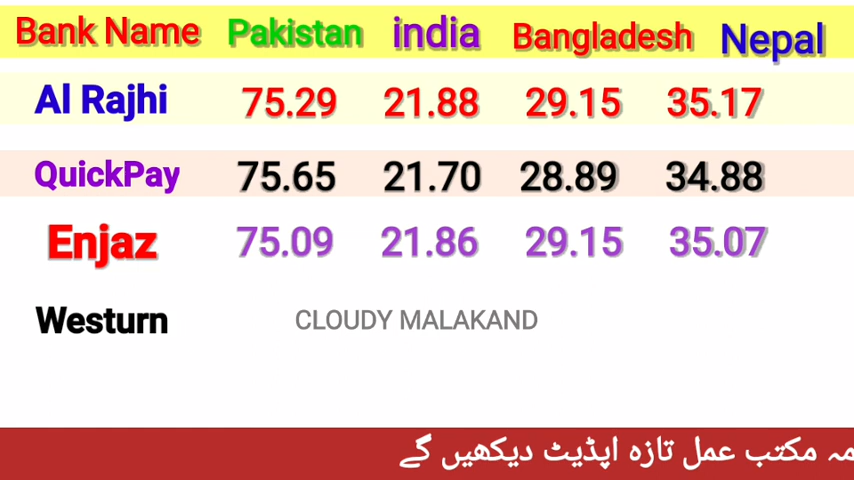 Bank Name Pakistan india Bangladesh Nepal
Al Rajhi 75.29 21.88 29.15 35.17
QuickPay 75.65 21.70 28.89 34.88
Enjaz 75.09 21.86 29.15 35.07
Westurn CLOUDY MALAKAND
مکتب عمل تازہ اپڈیٹ دیکھیں گے